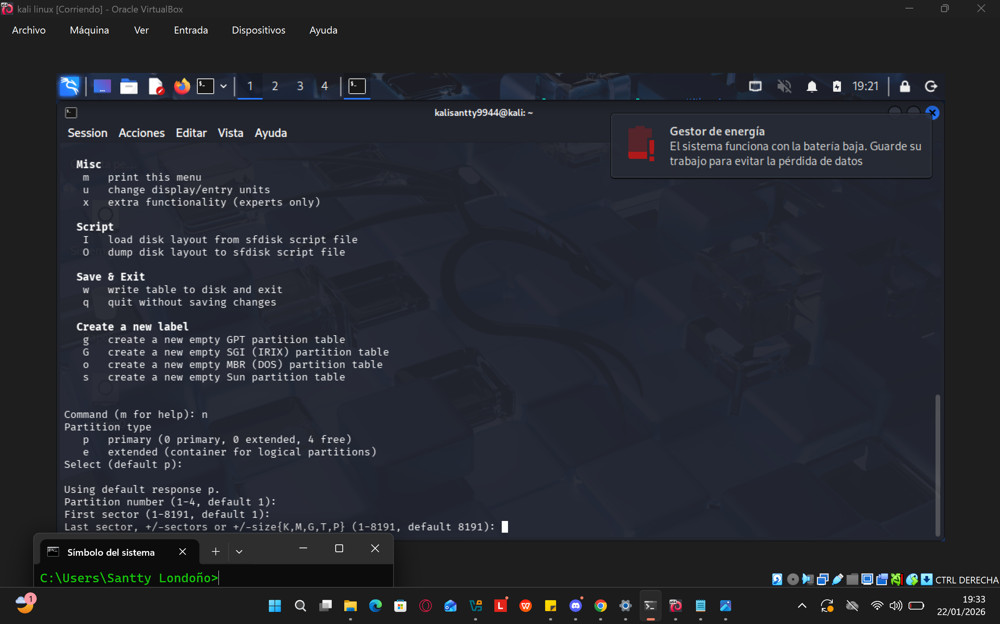 kali linux [Corriendo] - Oracle VirtualBox
Archivo Máquina Ver Entrada Dispositivos Ayuda
1 2 3 4 19:21
kalisantty9944@kali: ~
Session Acciones Editar Vista Ayuda
Gestor de energía
El sistema funciona con la batería baja. Guarde su
trabajo para evitar la pérdida de datos
Misc
m print this menu
u change display/entry units
x extra functionality (experts only)
Script
I load disk layout from sfdisk script file
O dump disk layout to sfdisk script file
Save & Exit
w write table to disk and exit
q quit without saving changes
Create a new label
g create a new empty GPT partition table
G create a new empty SGI (IRIX) partition table
o create a new empty MBR (DOS) partition table
s create a new empty Sun partition table
Command (m for help): n
Partition type
p primary (0 primary, 0 extended, 4 free)
e extended (container for logical partitions)
Select (default p):
Using default response p.
Partition number (1-4, default 1):
First sector (1-8191, default 1):
Last sector, +/-sectors or +/-size{K,M,G,T,P} (1-8191, default 8191):
Símbolo del sistema
C:\Users\Santty Londoño>
CTRL DERECHA
1
19:33
22/01/2026